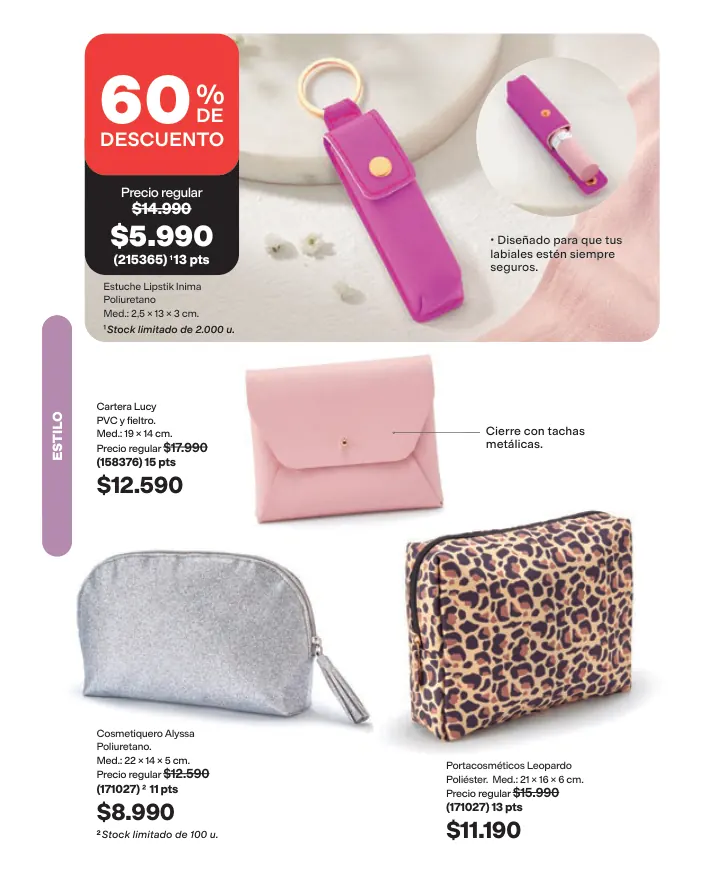 60 %
DE
DESCUENTO
Precio regular
$14.990
$5.990
(215365) ¹13 pts
Estuche Lipstik Inima
Poliuretano
Med.: 2,5 × 13 × 3 cm.
¹Stock limitado de 2.000 u.
• Diseñado para que tus
labiales estén siempre
seguros.
ESTILO
Cartera Lucy
PVC y fieltro.
Med.: 19 × 14 cm.
Precio regular $17.990
(158376) 15 pts
$12.590
Cierre con tachas
metálicas.
Cosmetiquero Alyssa
Poliuretano.
Med.: 22 × 14 × 5 cm.
Precio regular $12.590
(171027) ² 11 pts
$8.990
²Stock limitado de 100 u.
Portacosméticos Leopardo
Poliéster. Med.: 21 × 16 × 6 cm.
Precio regular $15.990
(171027) 13 pts
$11.190